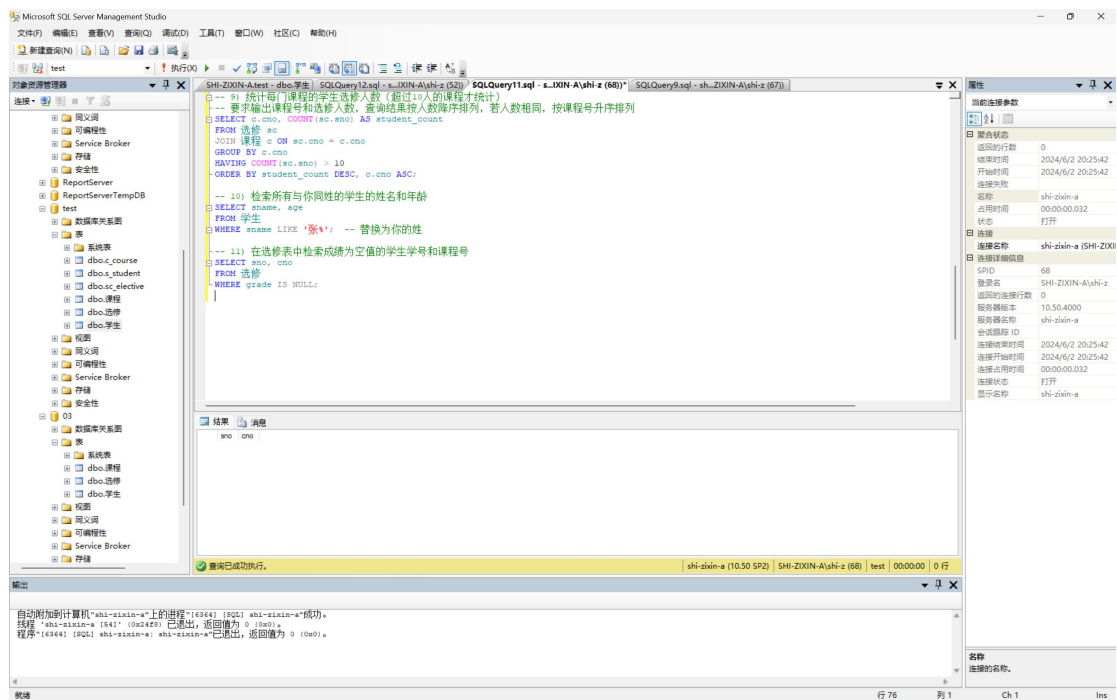 Microsoft SQL Server Management Studio
文件(F) 编辑(E) 查看(V) 查询(Q) 调试(D) 工具(T) 窗口(W) 社区(C) 帮助(H)
新建查询(N)
test 执行(X)
对象资源管理器
连接
同义词
可编程性
Service Broker
存储
安全性
ReportServer
ReportServerTempDB
test
数据库关系图
表
系统表
dbo.c_course
dbo.s_student
dbo.sc_elective
dbo.课程
dbo.选修
dbo.学生
视图
同义词
可编程性
Service Broker
存储
安全性
03
数据库关系图
表
系统表
dbo.课程
dbo.选修
dbo.学生
视图
同义词
可编程性
Service Broker
存储
SHI-ZIXIN-A.test - dbo.学生 SQLQuery12.sql - s...IXIN-A\shi-z (52)) SQLQuery11.sql - s...IXIN-A\shi-z (68))* SQLQuery9.sql - sh...ZIXIN-A\shi-z (67))
-- 9) 统计每门课程的学生选修人数（超过10人的课程才统计）
-- 要求输出课程号和选修人数，查询结果按人数降序排列，若人数相同，按课程号升序排列
SELECT c.cno, COUNT(sc.sno) AS student_count
FROM 选修 sc
JOIN 课程 c ON sc.cno = c.cno
GROUP BY c.cno
HAVING COUNT(sc.sno) > 10
ORDER BY student_count DESC, c.cno ASC;
-- 10) 检索所有与你同姓的学生的姓名和年龄
SELECT sname, age
FROM 学生
WHERE sname LIKE '张%'; -- 替换为你的姓
-- 11) 在选修表中检索成绩为空值的学生学号和课程号
SELECT sno, cno
FROM 选修
WHERE grade IS NULL;
结果 消息
sno cno
查询已成功执行。 shi-zixin-a (10.50 SP2) SHI-ZIXIN-A\shi-z (68) test 00:00:00 0 行
属性
当前连接参数
聚合状态
返回的行数 0
结束时间 2024/6/2 20:25:42
开始时间 2024/6/2 20:25:42
连接失败
名称 shi-zixin-a
占用时间 00:00:00.032
状态 打开
连接
连接名称 shi-zixin-a (SHI-ZIXI
连接详细信息
SPID 68
登录名 SHI-ZIXIN-A\shi-z
返回的连接行数 0
服务器版本 10.50.4000
服务器名称 shi-zixin-a
会话跟踪 ID
连接结束时间 2024/6/2 20:25:42
连接开始时间 2024/6/2 20:25:42
连接占用时间 00:00:00.032
连接状态 打开
显示名称 shi-zixin-a
名称
连接的名称。
输出
自动附加到计算机"shi-zixin-a"上的进程"[6364] [SQL] shi-zixin-a"成功。
线程 'shi-zixin-a [54]' (0x24f8) 已退出，返回值为 0 (0x0)。
程序"[6364] [SQL] shi-zixin-a: shi-zixin-a"已退出，返回值为 0 (0x0)。
就绪 行 76 列 1 Ch 1 Ins